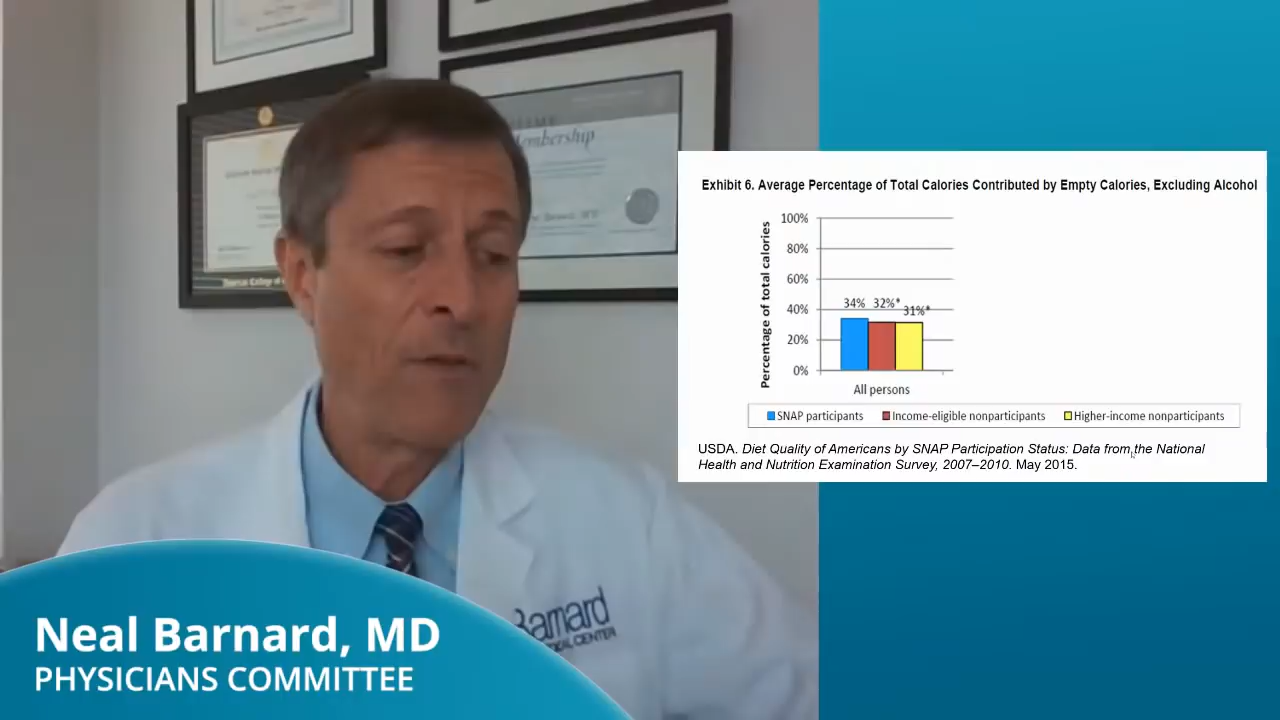 Membership
Exhibit 6. Average Percentage of Total Calories Contributed by Empty Calories, Excluding Alcohol
Percentage of total calories
100%
80%
60%
40%
20%
0%
34%
32%*
31%*
All persons
SNAP participants
Income-eligible nonparticipants
Higher-income nonparticipants
USDA. Diet Quality of Americans by SNAP Participation Status: Data from the National
Health and Nutrition Examination Survey, 2007–2010. May 2015.
Barnard
Neal Barnard, MD
PHYSICIANS COMMITTEE